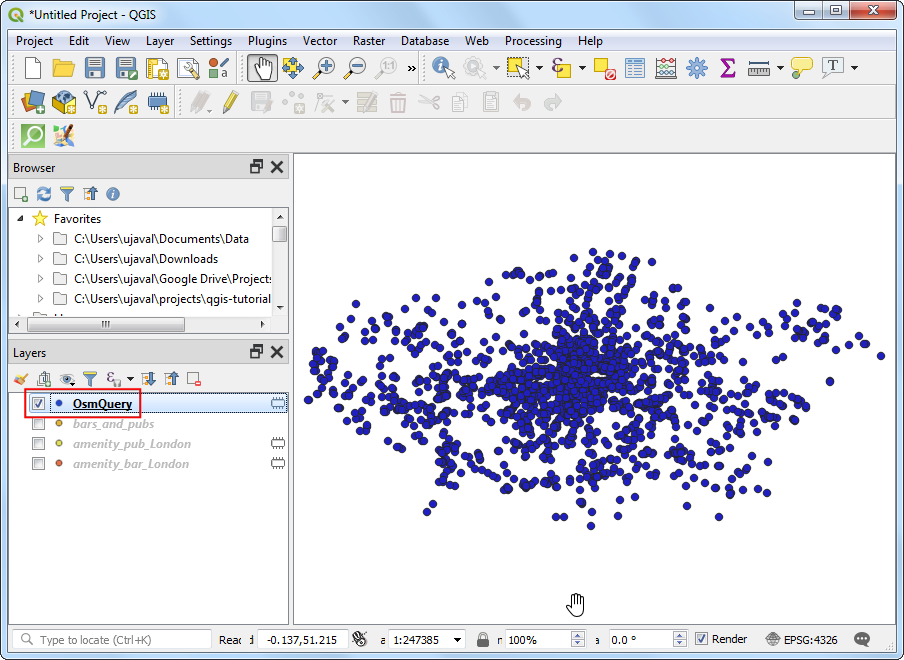 *Untitled Project - QGIS
Project Edit View Layer Settings Plugins Vector Raster Database Web Processing Help
1:1 »
T
Browser
Favorites
C:\Users\ujaval\Documents\Data
C:\Users\ujaval\Downloads
C:\Users\ujaval\Google Drive\Projects
C:\Users\ujaval\projects\qgis-tutorial
Layers
OsmQuery
bars_and_pubs
amenity_pub_London
amenity_bar_London
Type to locate (Ctrl+K) Reac -0.137,51.215 a 1:247385 100% a 0.0 ° Render EPSG:4326